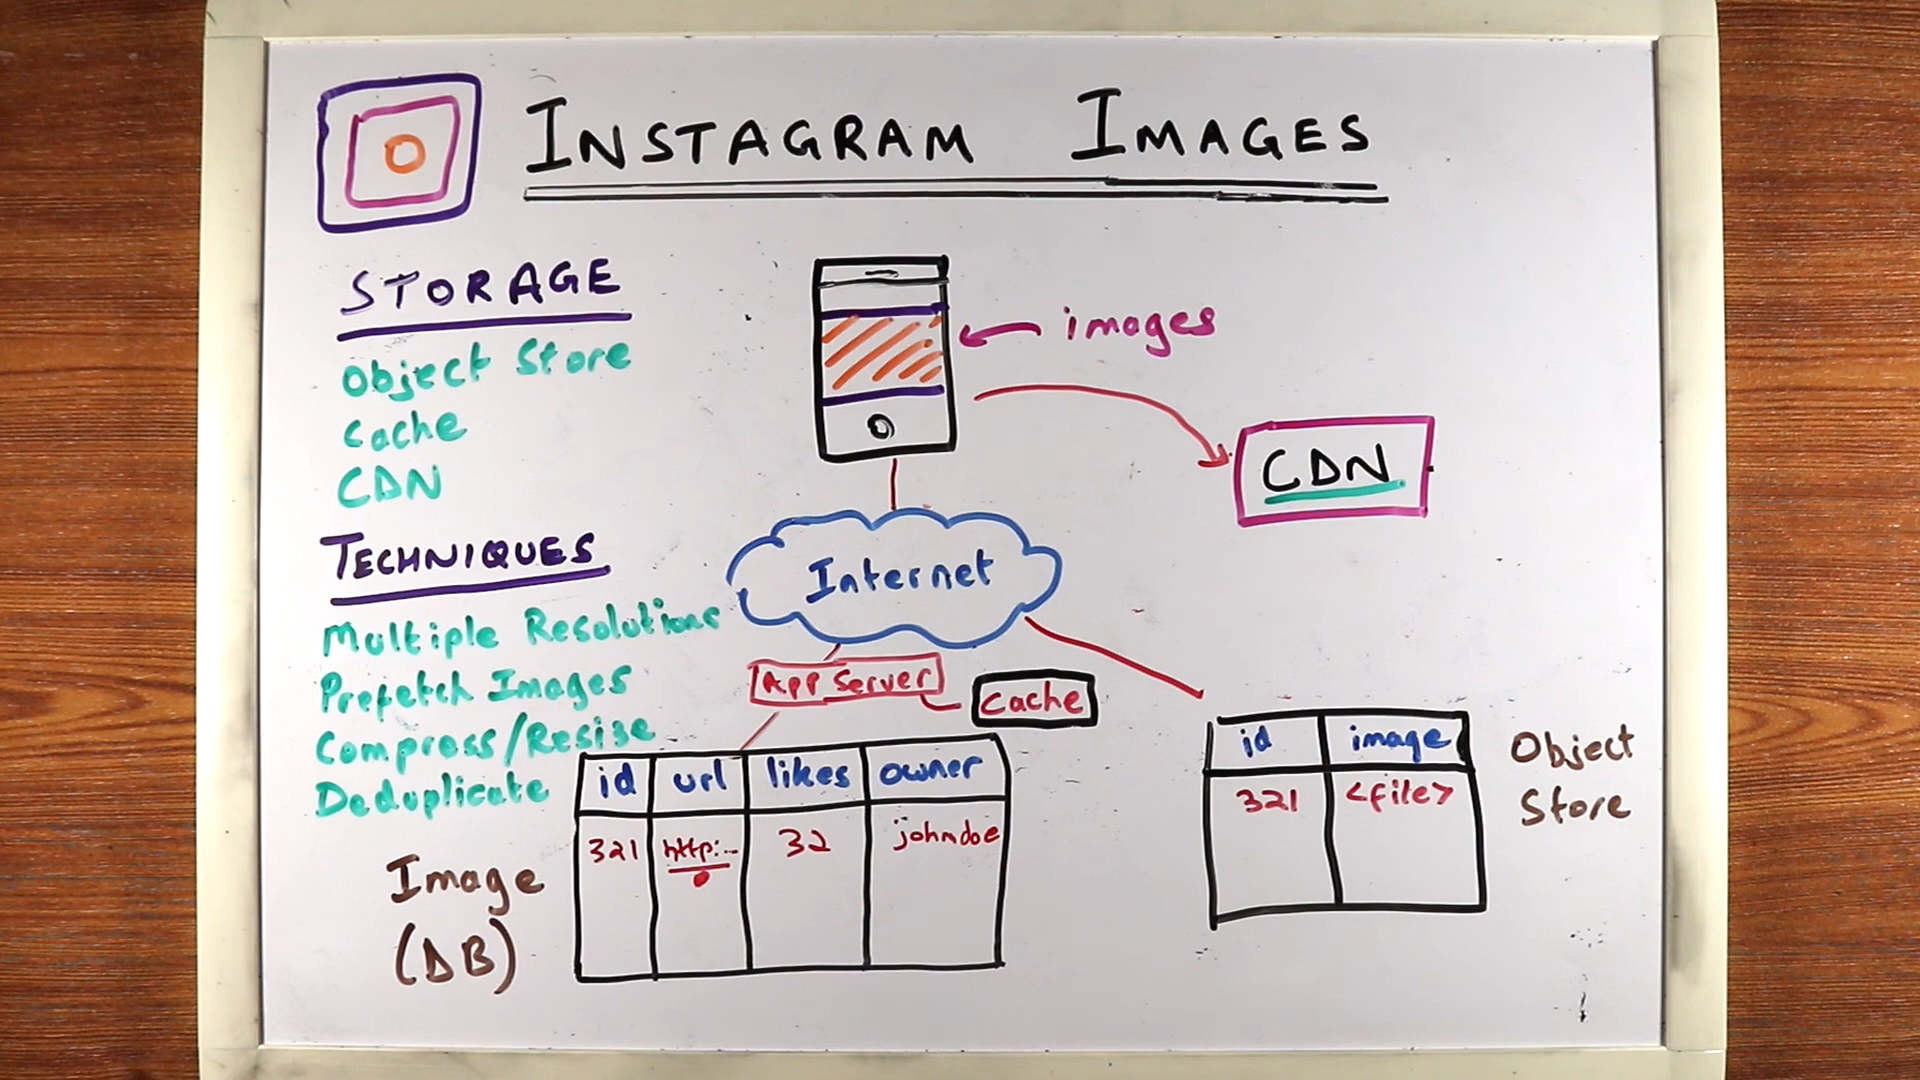 INSTAGRAM IMAGES
STORAGE
Object Store
Cache
CDN
TECHNIQUES
Multiple Resolutions
Prefetch Images
Compress/Resize
Deduplicate
images
CDN
Internet
App Server
Cache
id url likes owner
321 http:... 32 johndoe
Image
(DB)
id image
321 <file>
Object
Store